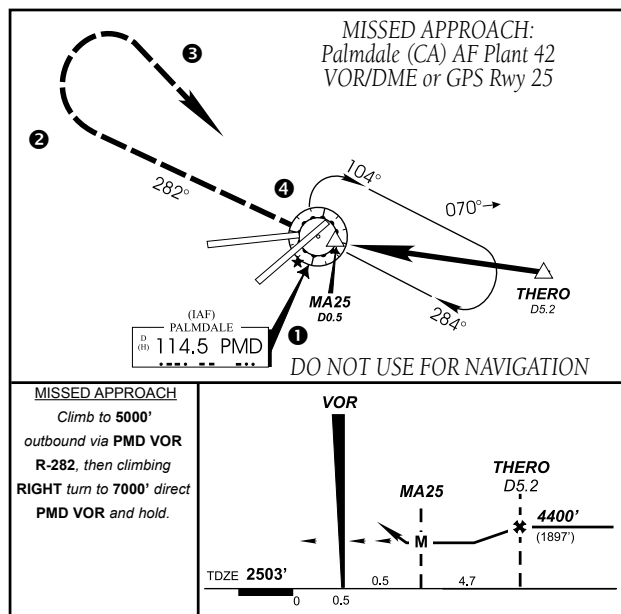 MISSED APPROACH:
Palmdale (CA) AF Plant 42
VOR/DME or GPS Rwy 25
❸
❷
282°
❹
104°
070°
MA25
D0.5
THERO
D5.2
284°
(IAF)
PALMDALE
D
(H)
114.5 PMD
❶
DO NOT USE FOR NAVIGATION
MISSED APPROACH
Climb to 5000’
outbound via PMD VOR
R-282, then climbing
RIGHT turn to 7000’ direct
PMD VOR and hold.
VOR
MA25
THERO
D5.2
4400’
(1897’)
M
TDZE 2503’
0.5
4.7
0
0.5